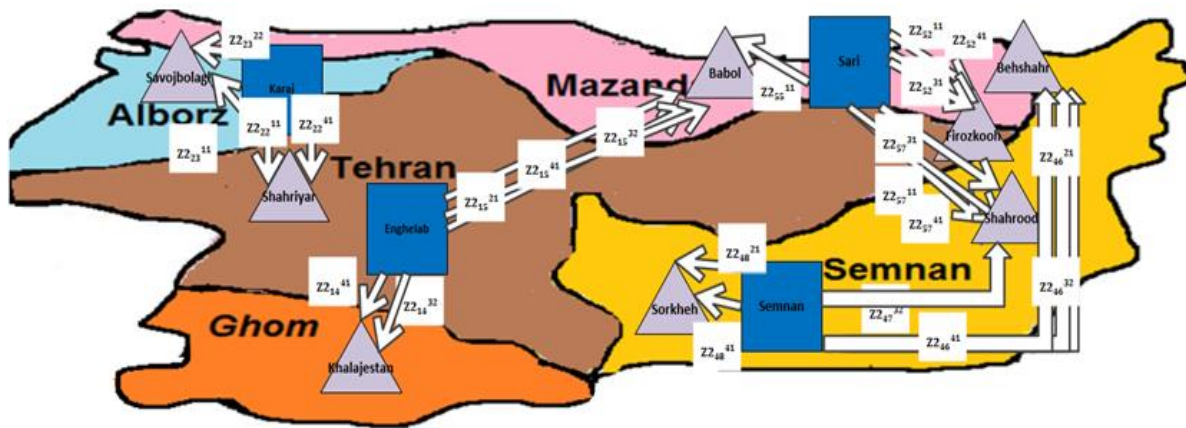 Z2₂₃²²
Savojbolagh
Karaj
Alborz
Z2₂₃¹¹
Z2₂₂¹¹
Z2₂₂⁴¹
Shahriyar
Tehran
Mazand
Babol
Z2₅₅¹¹
Sari
Z2₅₂¹¹
Z2₅₂⁴¹
Z2₅₂³¹
Behshahr
Firozkooh
Z2₁₅³²
Z2₁₅⁴¹
Z2₁₅²¹
Enghelab
Z2₅₇³¹
Z2₅₇¹¹
Z2₅₇⁴¹
Shahrood
Z2₄₆²¹
Z2₄₆³²
Z2₄₆⁴¹
Z2₄₈²¹
Semnan
Semnan
Sorkheh
Z2₄₇³²
Z2₄₈⁴¹
Z2₁₄⁴¹
Z2₁₄³²
Ghom
Khalajestan